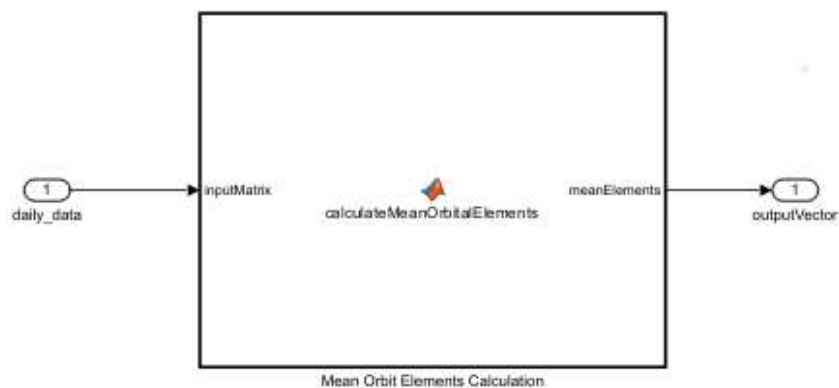 1
daily_data
inputMatrix
calculateMeanOrbitalElements
meanElements
1
outputVector
Mean Orbit Elements Calculation